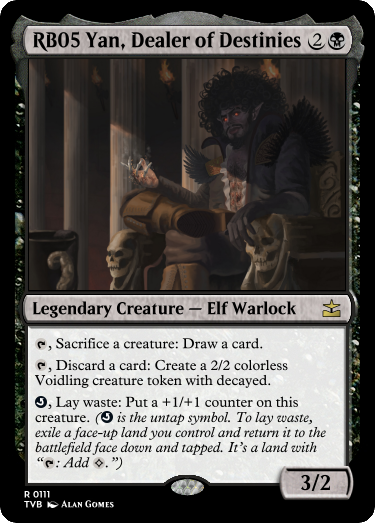 RB05 Yan, Dealer of Destinies 2
Legendary Creature — Elf Warlock
, Sacrifice a creature: Draw a card.
, Discard a card: Create a 2/2 colorless
Voidling creature token with decayed.
, Lay waste: Put a +1/+1 counter on this
creature. ( is the untap symbol. To lay waste,
exile a face-up land you control and return it to the
battlefield face down and tapped. It's a land with
“: Add .”)
3/2
R 0111
TVB Alan Gomes